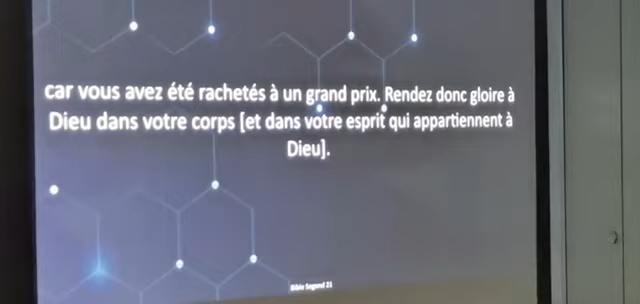 car vous avez été rachetés à un grand prix. Rendez donc gloire à
Dieu dans votre corps [et dans votre esprit qui appartiennent à
Dieu].
Bible Segond 21